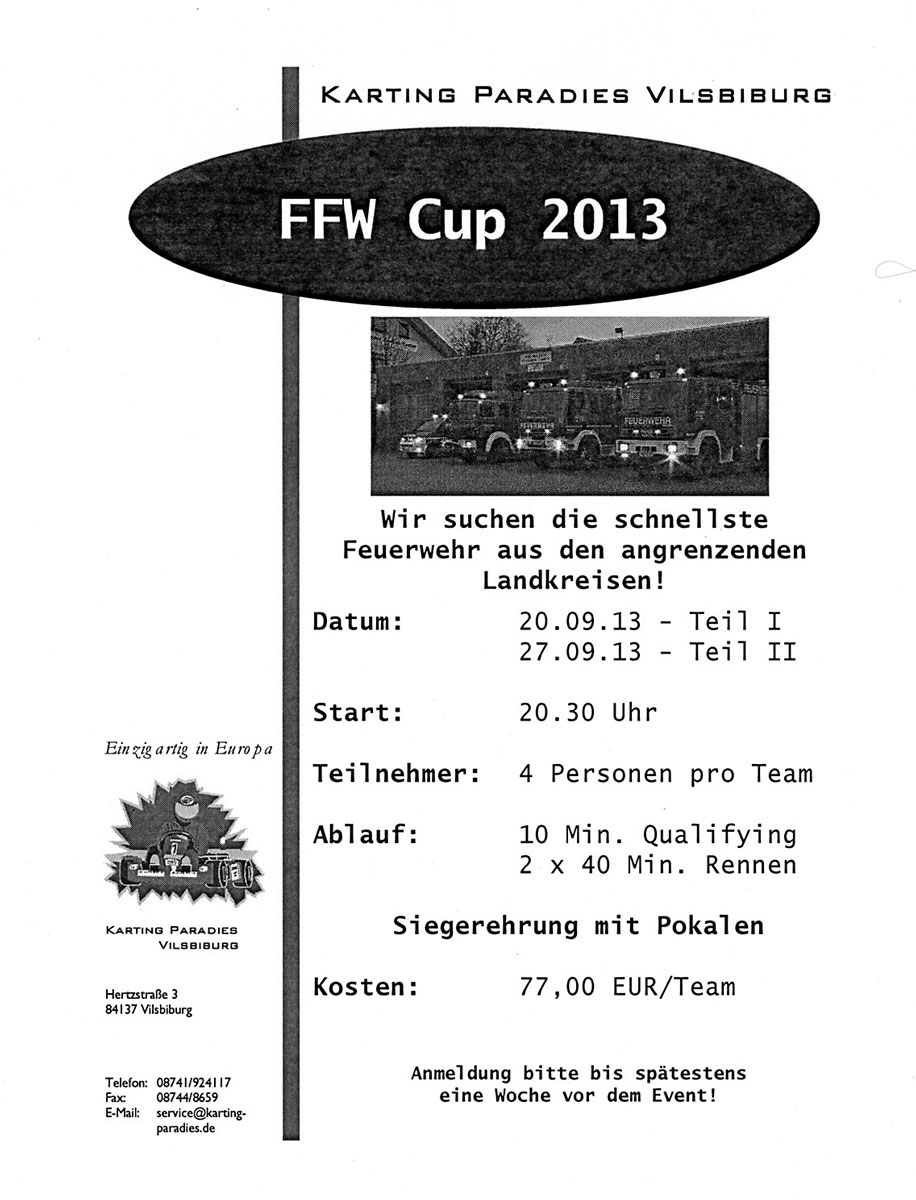 Karting Paradies Vilsbiburg
FFW Cup 2013
FEUERWEHR
FEUERWEHR
Wir suchen die schnellste
Feuerwehr aus den angrenzenden
Landkreisen!
Datum: 20.09.13 – Teil I
27.09.13 – Teil II
Start: 20.30 Uhr
Teilnehmer: 4 Personen pro Team
Ablauf: 10 Min. Qualifying
2 x 40 Min. Rennen
Siegerehrung mit Pokalen
Kosten: 77,00 EUR/Team
Anmeldung bitte bis spätestens
eine Woche vor dem Event!
Einzigartig in Europa
Karting Paradies
Vilsbiburg
Hertzstraße 3
84137 Vilsbiburg
Telefon: 08741/924117
Fax: 08744/8659
E-Mail: service@karting-
paradies.de